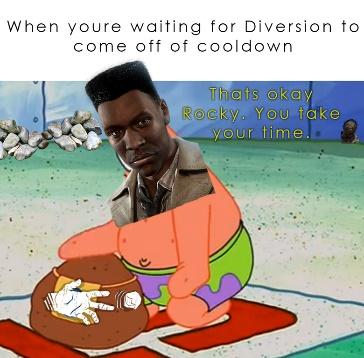 When youre waiting for Diversion to
come off of cooldown
Thats okay
Rocky. You take
your time.